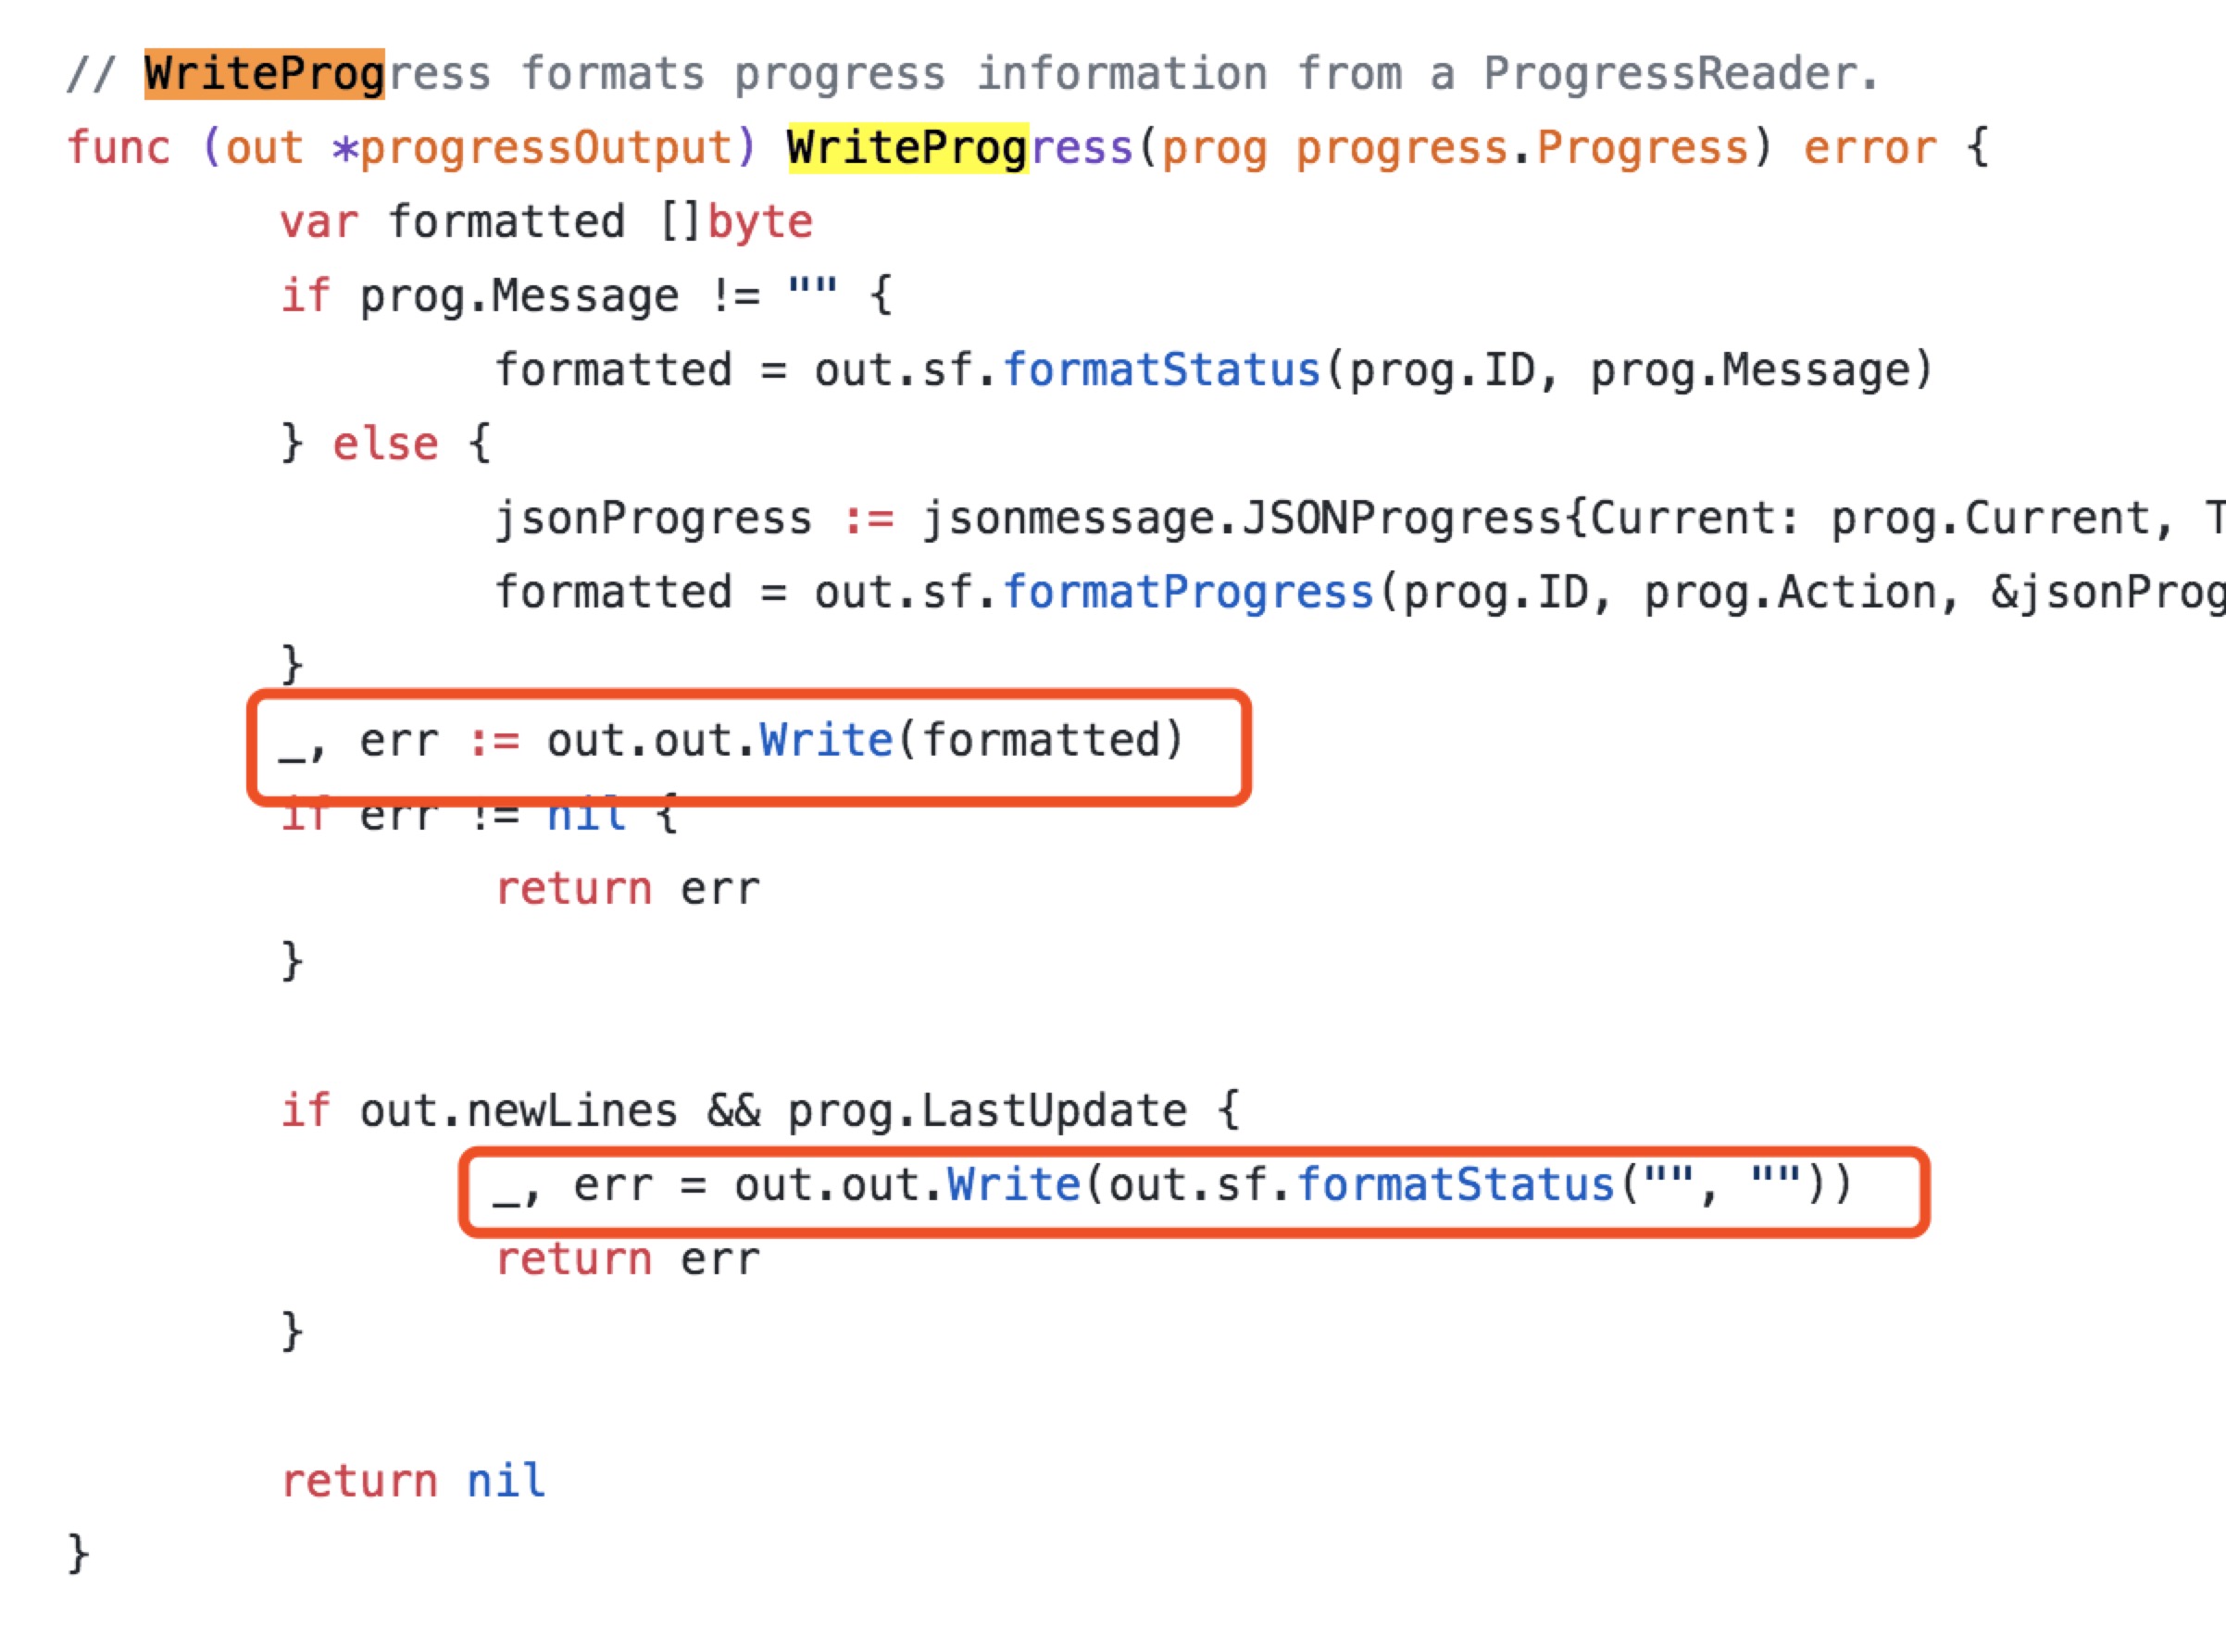 // WriteProgress formats progress information from a ProgressReader.
func (out *progressOutput) WriteProgress(prog progress.Progress) error {
var formatted []byte
if prog.Message != "" {
formatted = out.sf.formatStatus(prog.ID, prog.Message)
} else {
jsonProgress := jsonmessage.JSONProgress{Current: prog.Current, T
formatted = out.sf.formatProgress(prog.ID, prog.Action, &jsonProg
}
_, err := out.out.Write(formatted)
if err != nil {
return err
}
if out.newLines && prog.LastUpdate {
_, err = out.out.Write(out.sf.formatStatus("", ""))
return err
}
return nil
}